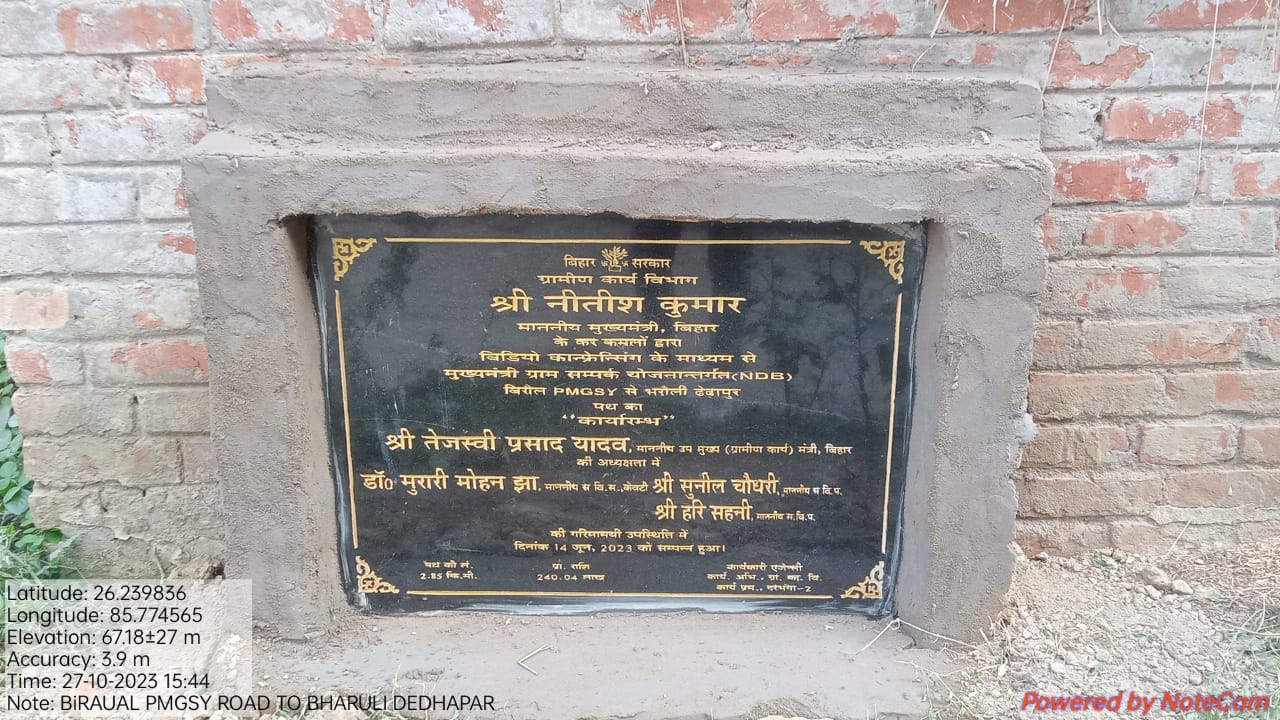 बिहार सरकार
ग्रामीण कार्य विभाग
श्री नीतीश कुमार
माननीय मुख्यमंत्री, बिहार
के कर कमलों द्वारा
विडियो कान्फ्रेन्सिंग के माध्यम से
मुख्यमंत्री ग्राम सम्पर्क योजनान्तर्गत(NDB)
बिरौल PMGSY से भरौली ढ़ेढ़ापुर
पथ का
"कार्यारम्भ"
श्री तेजस्वी प्रसाद यादव, माननीय उप मुख्य (ग्रामीण कार्य) मंत्री, बिहार
की अध्यक्षता में
डॉ० मुरारी मोहन झा, माननीय स.वि.स., केवटी श्री सुनील चौधरी, माननीय स.वि.प.
श्री हरि सहनी, माननीय स.वि.प.
की गरिमामयी उपस्थिति में
दिनांक 14 जून, 2023 को सम्पन्न हुआ।
पथ की लं. प्रा. राशि कार्यकारी एजेन्सी
2.85 कि.मी. 240.04 लाख कार्य. अभि., ग्रा. का. वि.
कार्य प्रम., दरभंगा-2
Latitude: 26.239836
Longitude: 85.774565
Elevation: 67.18±27 m
Accuracy: 3.9 m
Time: 27-10-2023 15:44
Note: BiRAUAL PMGSY ROAD TO BHARULI DEDHAPAR
Powered by NoteCam